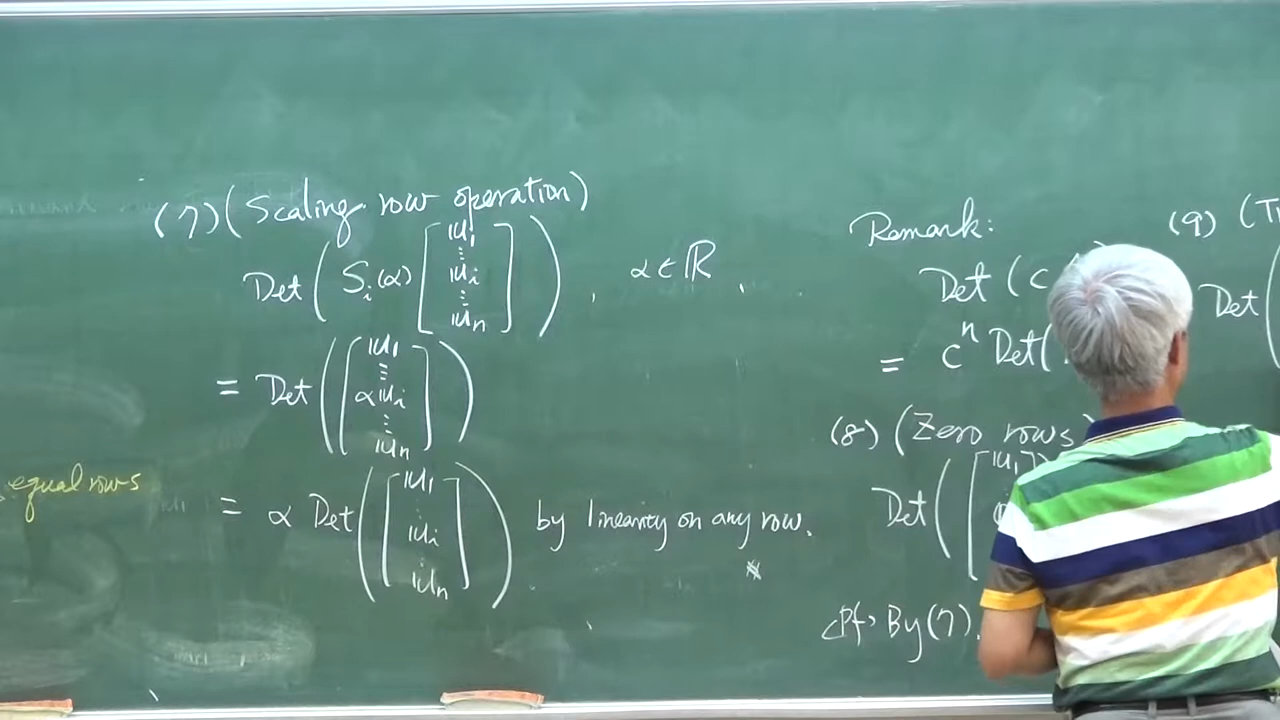 (7) (Scaling row operation)
Det ( S_i(α) [ u_1 ⋮ u_i ⋮ u_n ] ) , α ∈ ℝ ,
= Det ( [ u_1 ⋮ αu_i ⋮ u_n ] )
= α Det ( [ u_1 ⋮ u_i ⋮ u_n ] ) by linearity on any row.
equal rows
Remark:
Det (c
= c^n Det(
(8) (Zero rows)
Det ( [ u_1
<Pf> By (7).
(9) (T
Det (